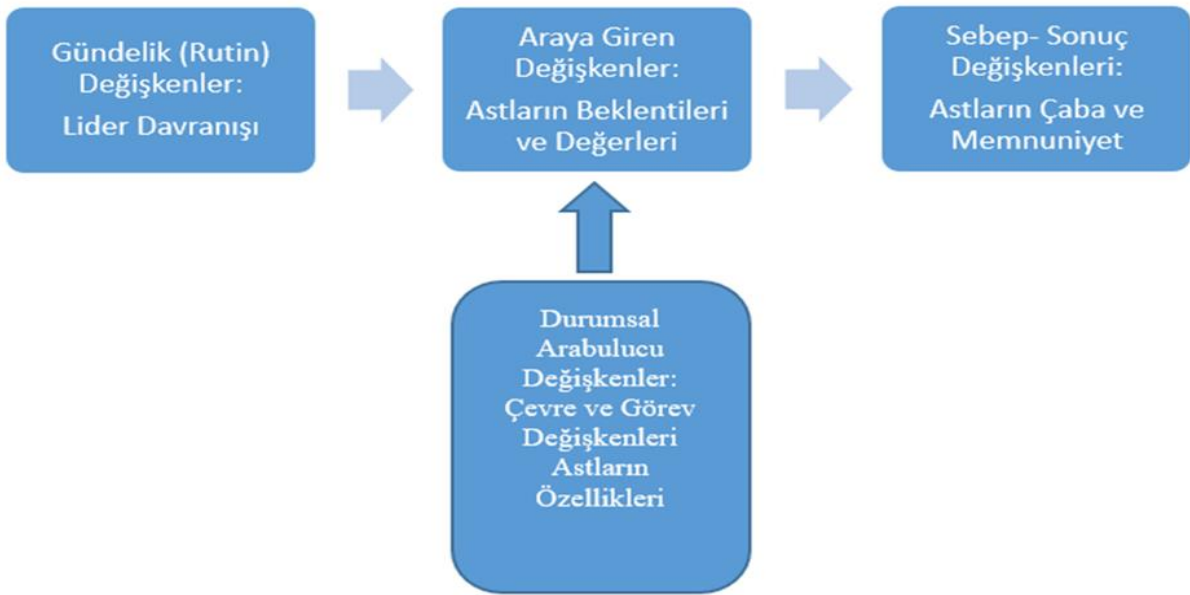 Gündelik (Rutin)
Değişkenler:
Lider Davranışı
Araya Giren
Değişkenler:
Astların Beklentileri
ve Değerleri
Sebep- Sonuç
Değişkenleri:
Astların Çaba ve
Memnuniyet
Durumsal
Arabulucu
Değişkenler:
Çevre ve Görev
Değişkenleri
Astların
Özellikleri